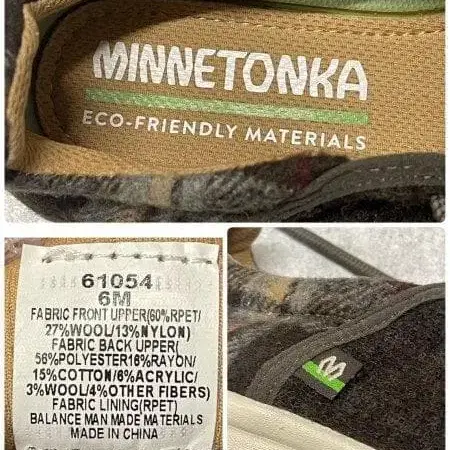 MINNETONKA
ECO-FRIENDLY MATERIALS
61054
6M
FABRIC FRONT UPPER(60%RPET/
27%WOOL/13%NYLON)
FABRIC BACK UPPER(
56%POLYESTER16%RAYON/
15%COTTON/6%ACRYLIC/
3%WOOL/4%OTHER FIBERS)
FABRIC LINING(RPET)
BALANCE MAN MADE MATERIALS
MADE IN CHINA
M